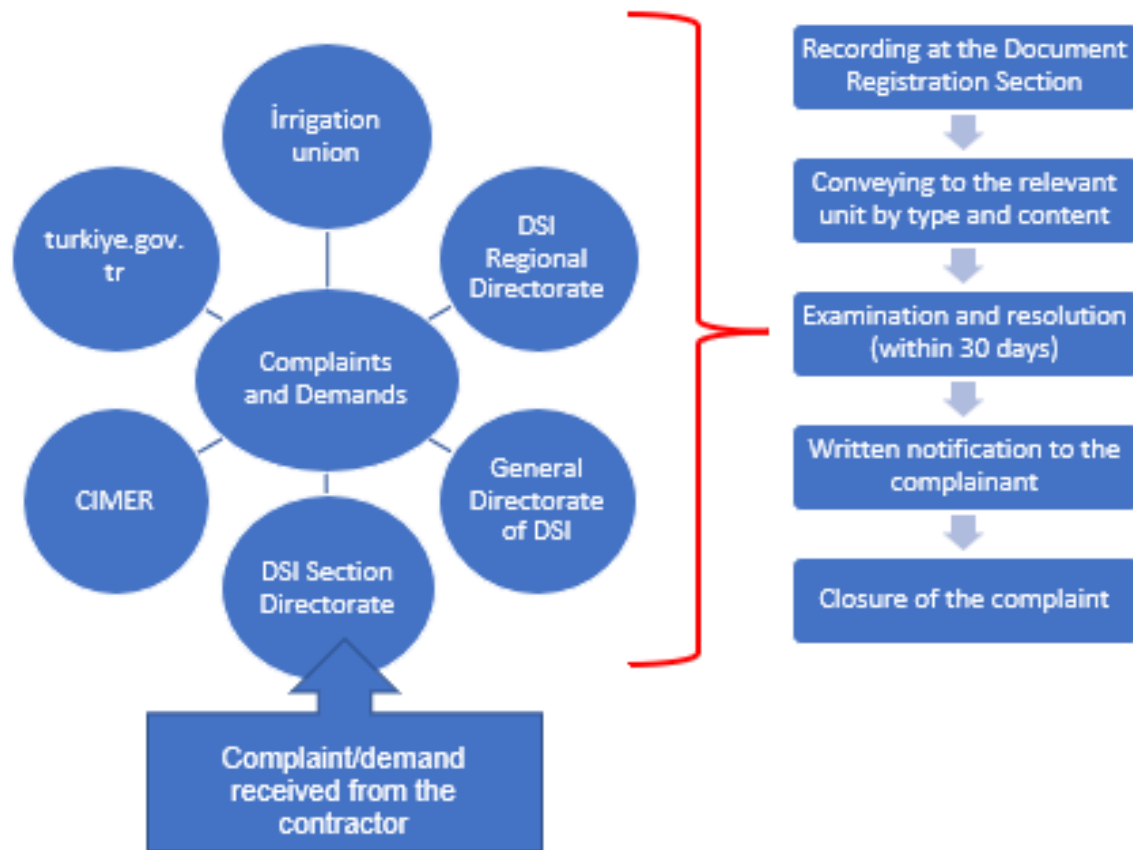 İrrigation
union
turkiye.gov.
tr
DSI
Regional
Directorate
Complaints
and Demands
CIMER
General
Directorate
of DSI
DSI Section
Directorate
Complaint/demand
received from the
contractor
Recording at the Document
Registration Section
Conveying to the relevant
unit by type and content
Examination and resolution
(within 30 days)
Written notification to the
complainant
Closure of the complaint